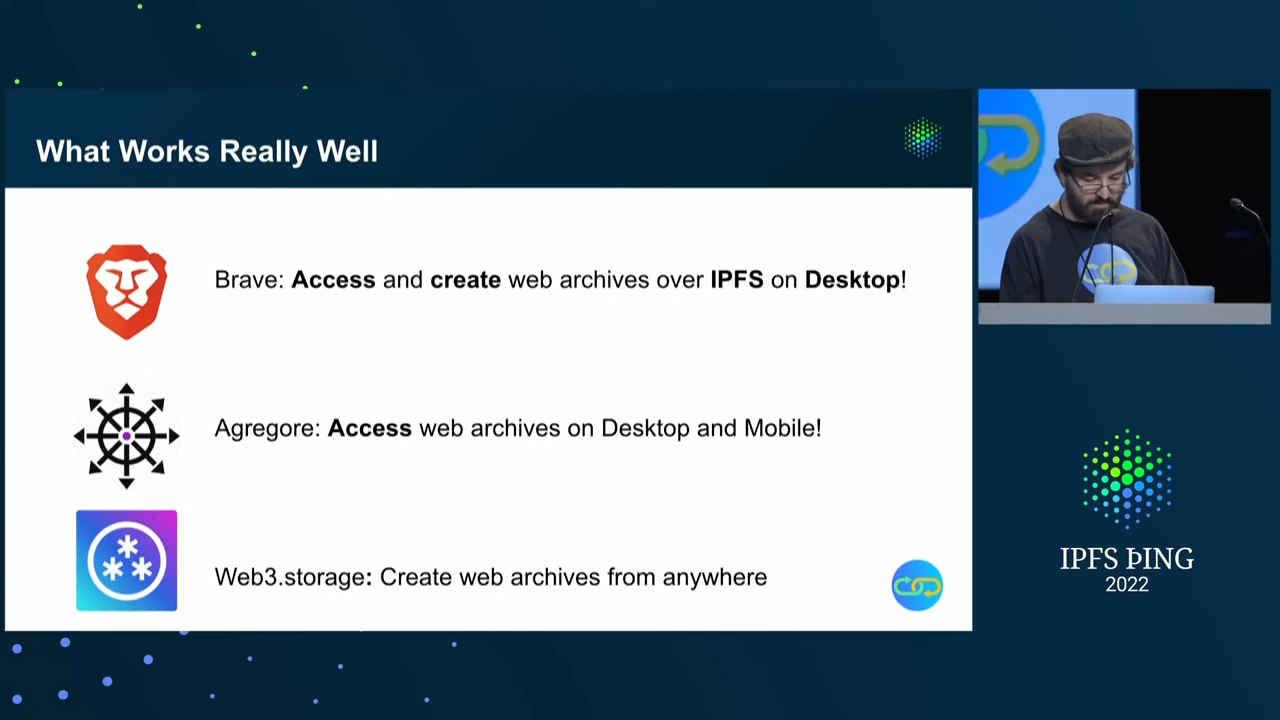 What Works Really Well
Brave: Access and create web archives over IPFS on Desktop!
Agregore: Access web archives on Desktop and Mobile!
Web3.storage: Create web archives from anywhere
IPFS ÞING
2022